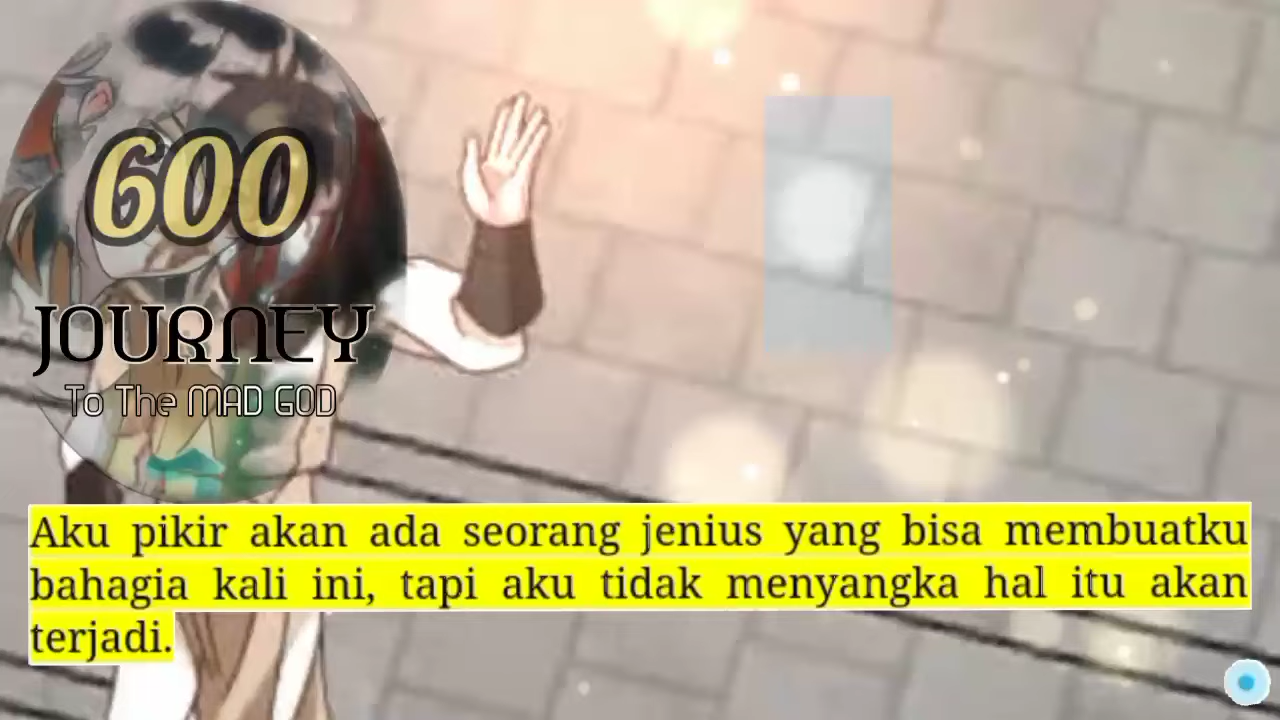 600
JOURNEY
To The MAD GOD
Aku pikir akan ada seorang jenius yang bisa membuatku
bahagia kali ini, tapi aku tidak menyangka hal itu akan
terjadi.